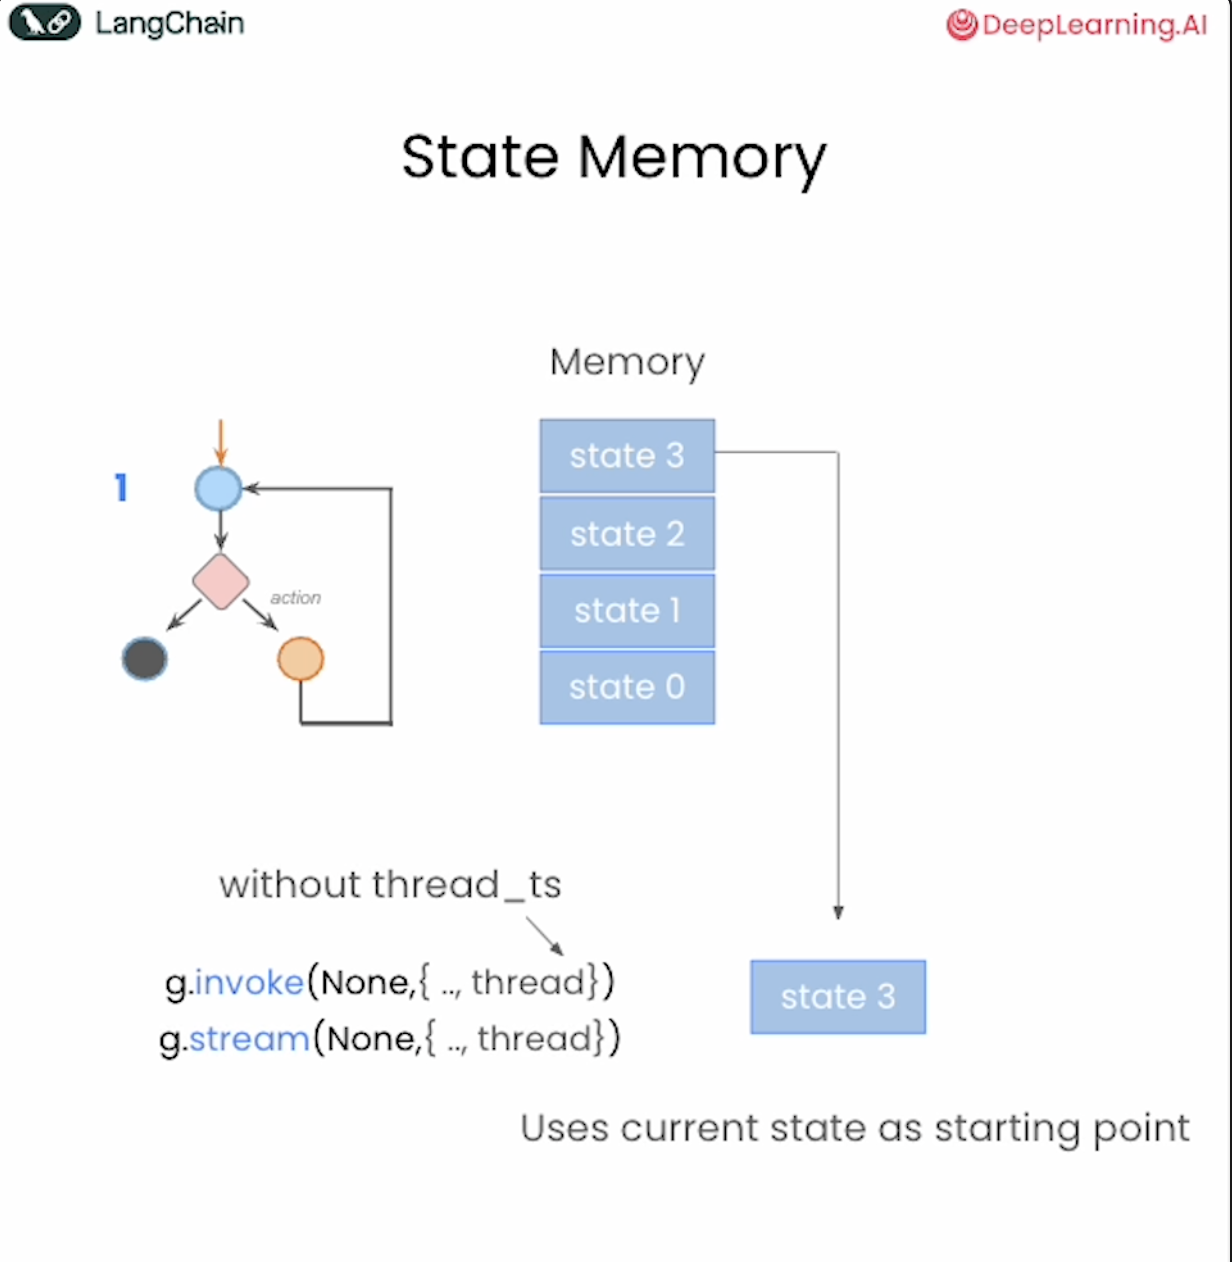 LangChain
DeepLearning.AI
State Memory
Memory
1
action
state 3
state 2
state 1
state 0
without thread_ts
g.invoke(None,{ .., thread})
g.stream(None,{ .., thread})
state 3
Uses current state as starting point